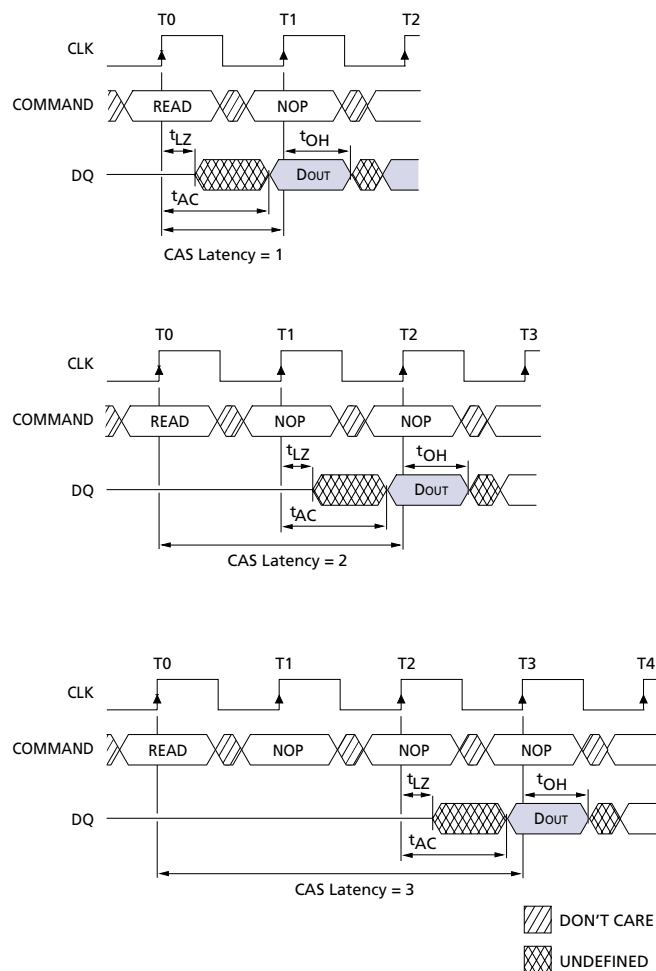 T0 T1 T2
CLK
COMMAND READ NOP
tLZ tOH
DQ DOUT
tAC
CAS Latency = 1
T0 T1 T2 T3
CLK
COMMAND READ NOP NOP
tLZ tOH
DQ DOUT
tAC
CAS Latency = 2
T0 T1 T2 T3 T4
CLK
COMMAND READ NOP NOP NOP
tLZ tOH
DQ DOUT
tAC
CAS Latency = 3
DON'T CARE
UNDEFINED